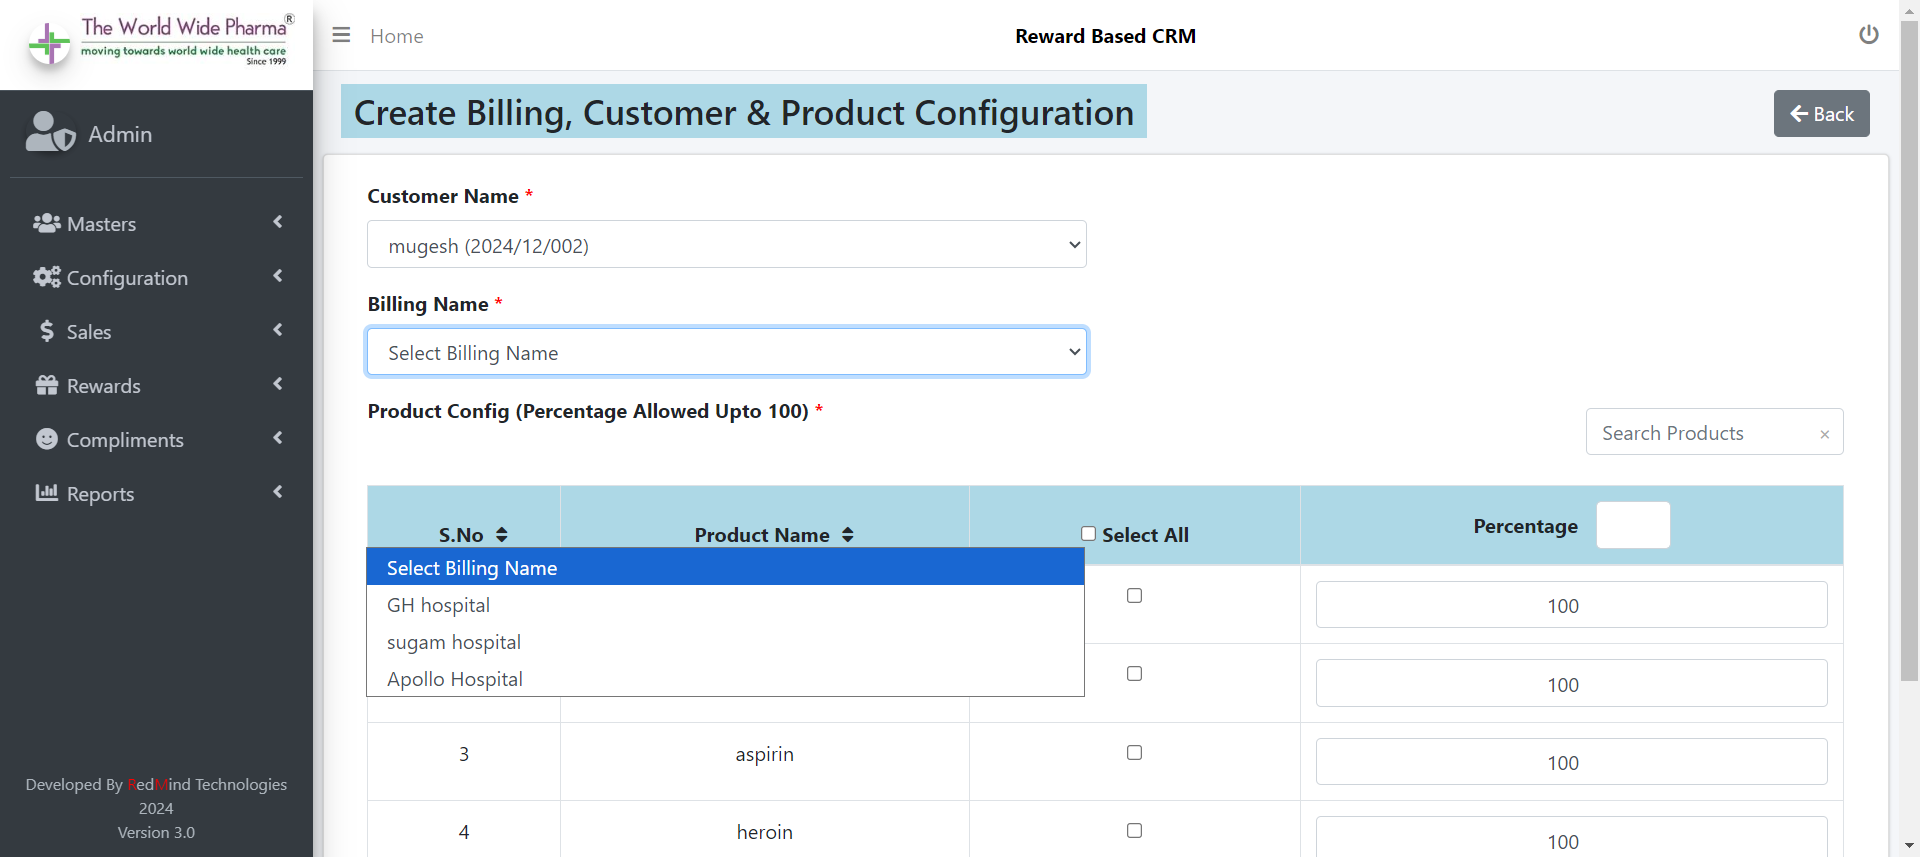 The World Wide Pharma®
moving towards world wide health care
Since 1999
Home
Reward Based CRM
Admin
Masters
Configuration
Sales
Rewards
Compliments
Reports
Developed By RedMind Technologies
2024
Version 3.0
Create Billing, Customer & Product Configuration
Back
Customer Name *
mugesh (2024/12/002)
Billing Name *
Select Billing Name
Product Config (Percentage Allowed Upto 100) *
Search Products ×
S.No Product Name Select All Percentage
Select Billing Name
GH hospital
sugam hospital
Apollo Hospital
100
100
3 aspirin 100
4 heroin 100